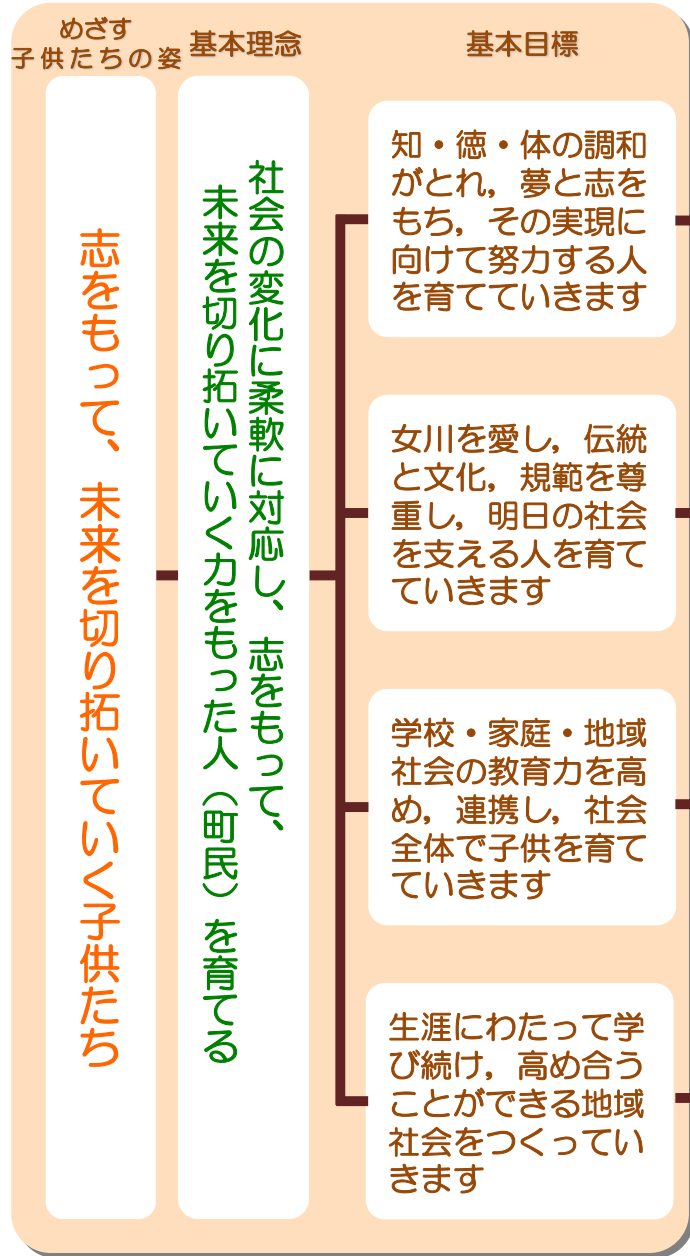 めざす
子供たちの姿
基本理念
基本目標
志をもって、未来を切り拓いていく子供たち
社会の変化に柔軟に対応し、志をもって、
未来を切り拓いていく力をもった人（町民）を育てる
知・徳・体の調和
がとれ，夢と志を
もち，その実現に
向けて努力する人
を育てていきます
女川を愛し，伝統
と文化，規範を尊
重し，明日の社会
を支える人を育て
ていきます
学校・家庭・地域
社会の教育力を高
め，連携し，社会
全体で子供を育て
ていきます
生涯にわたって学
び続け，高め合う
ことができる地域
社会をつくってい
きます